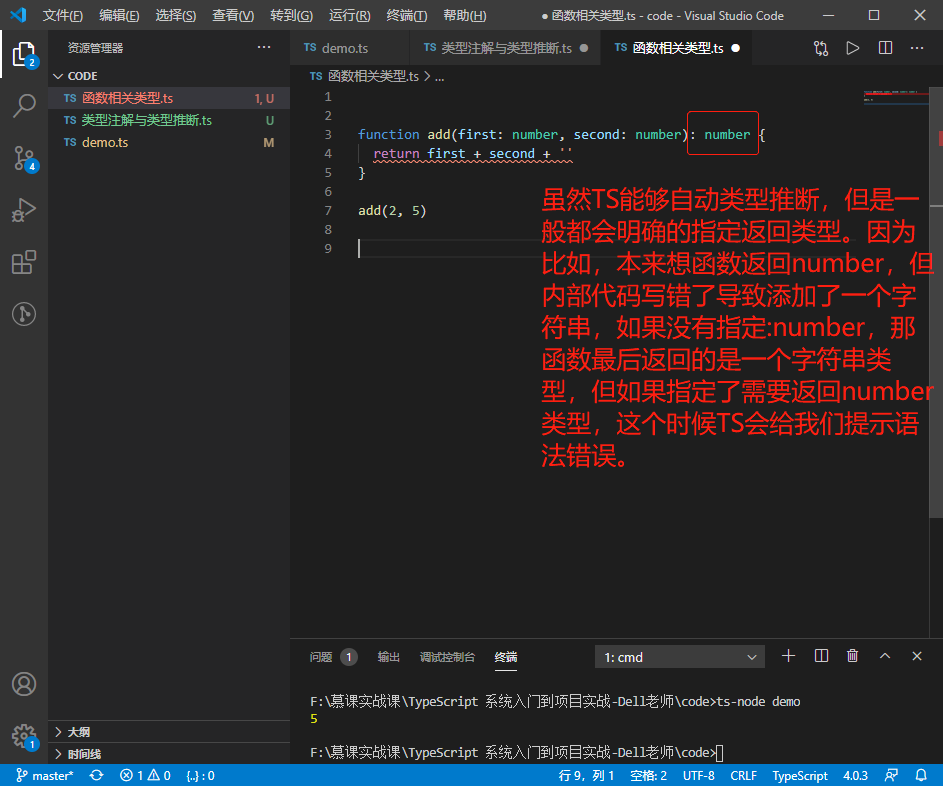 文件(F) 编辑(E) 选择(S) 查看(V) 转到(G) 运行(R) 终端(T) 帮助(H) ● 函数相关类型.ts - code - Visual Studio Code
资源管理器
TS demo.ts TS 类型注解与类型推断.ts ● TS 函数相关类型.ts ●
CODE
TS 函数相关类型.ts 1, U
TS 类型注解与类型推断.ts U
TS demo.ts M
2
4
1
TS 函数相关类型.ts > ...
1
2
3 function add(first: number, second: number): number {
4 return first + second + ''
5 }
6
7 add(2, 5)
8
9
虽然TS能够自动类型推断，但是一
般都会明确的指定返回类型。因为
比如，本来想函数返回number，但
内部代码写错了导致添加了一个字
符串，如果没有指定:number，那
函数最后返回的是一个字符串类
型，但如果指定了需要返回number
类型，这个时候TS会给我们提示语
法错误。
问题 1 输出 调试控制台 终端 1: cmd
F:\慕课实战课\TypeScript 系统入门到项目实战-Dell老师\code>ts-node demo
5
F:\慕课实战课\TypeScript 系统入门到项目实战-Dell老师\code>
大纲
时间线
master* 1 0 {..} : 0 行 9，列 1 空格: 2 UTF-8 CRLF TypeScript 4.0.3